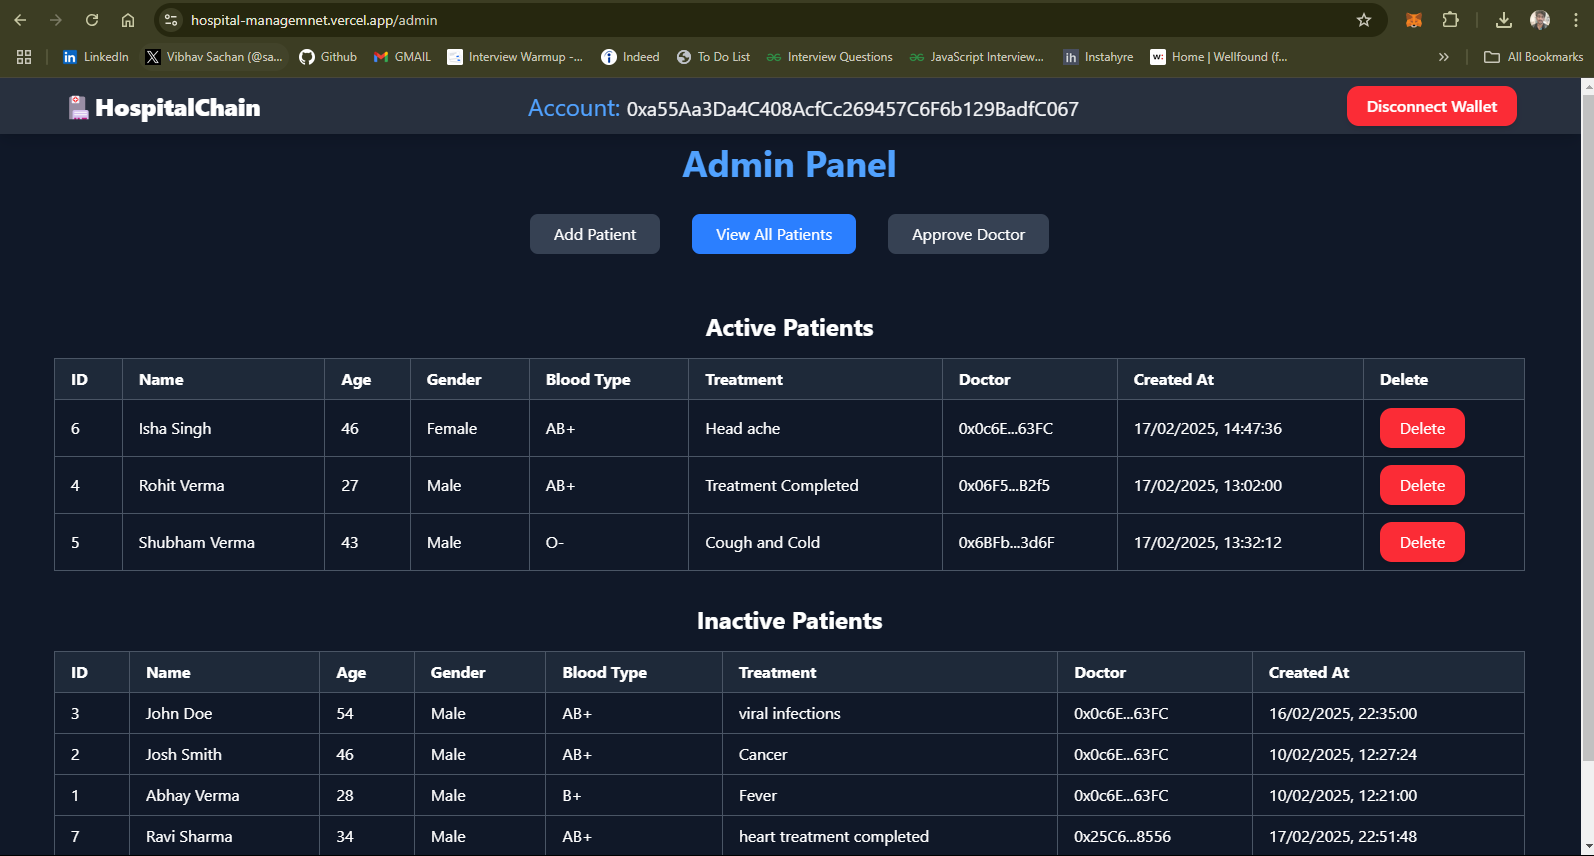 hospital-managemnet.vercel.app/admin
LinkedIn Vibhav Sachan (@sa... Github GMAIL Interview Warmup -... Indeed To Do List Interview Questions JavaScript Interview... Instahyre Home | Wellfound (f... » All Bookmarks
HospitalChain Account: 0xa55Aa3Da4C408AcfCc269457C6F6b129BadfC067 Disconnect Wallet
Admin Panel
Add Patient View All Patients Approve Doctor
Active Patients
ID Name Age Gender Blood Type Treatment Doctor Created At Delete
6 Isha Singh 46 Female AB+ Head ache 0x0c6E...63FC 17/02/2025, 14:47:36 Delete
4 Rohit Verma 27 Male AB+ Treatment Completed 0x06F5...B2f5 17/02/2025, 13:02:00 Delete
5 Shubham Verma 43 Male O- Cough and Cold 0x6BFb...3d6F 17/02/2025, 13:32:12 Delete
Inactive Patients
ID Name Age Gender Blood Type Treatment Doctor Created At
3 John Doe 54 Male AB+ viral infections 0x0c6E...63FC 16/02/2025, 22:35:00
2 Josh Smith 46 Male AB+ Cancer 0x0c6E...63FC 10/02/2025, 12:27:24
1 Abhay Verma 28 Male B+ Fever 0x0c6E...63FC 10/02/2025, 12:21:00
7 Ravi Sharma 34 Male AB+ heart treatment completed 0x25C6...8556 17/02/2025, 22:51:48